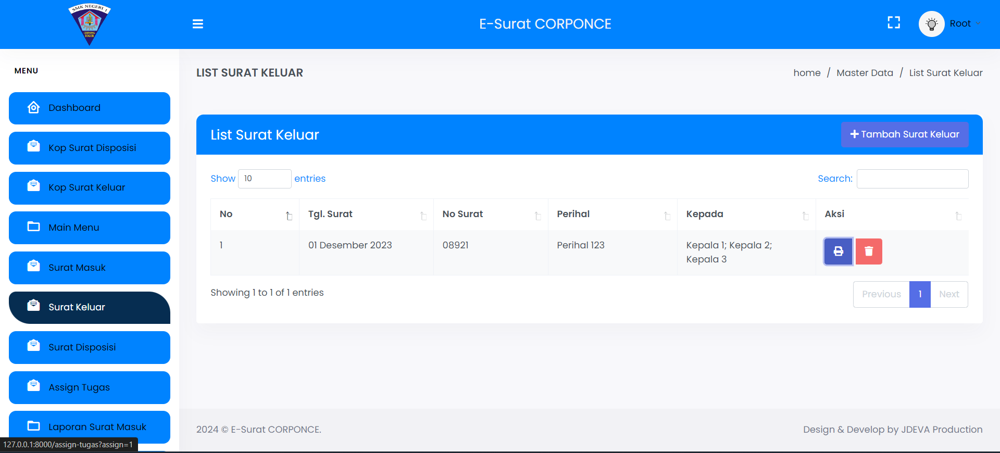 SMK NEGERI 1
CIBINONG
BOGOR
E-Surat CORPONCE
Root
MENU
Dashboard
Kop Surat Disposisi
Kop Surat Keluar
Main Menu
Surat Masuk
Surat Keluar
Surat Disposisi
Assign Tugas
Laporan Surat Masuk
LIST SURAT KELUAR
home / Master Data / List Surat Keluar
List Surat Keluar
Tambah Surat Keluar
Show 10 entries
Search:
No Tgl. Surat No Surat Perihal Kepada Aksi
1 01 Desember 2023 08921 Perihal 123 Kepala 1; Kepala 2;
Kepala 3
Showing 1 to 1 of 1 entries
Previous 1 Next
2024 © E-Surat CORPONCE.
Design & Develop by JDEVA Production
127.0.0.1:8000/assign-tugas?assign=1